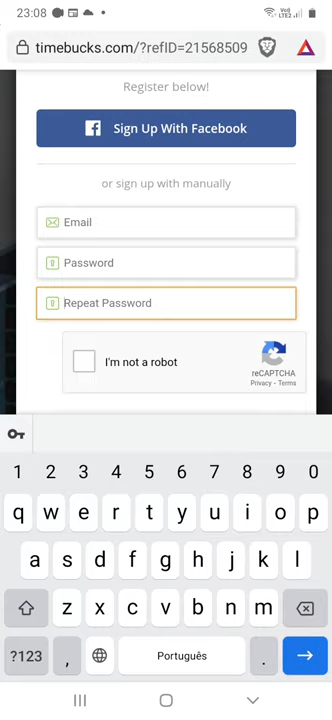 23:08
Vo)) LTE2
timebucks.com/?refID=21568509
Register below!
Sign Up With Facebook
or sign up with manually
Email
Password
Repeat Password
I'm not a robot
reCAPTCHA
Privacy - Terms
1 2 3 4 5 6 7 8 9 0
q w e r t y u i o p
a s d f g h j k l
z x c v b n m
?123 , Português .